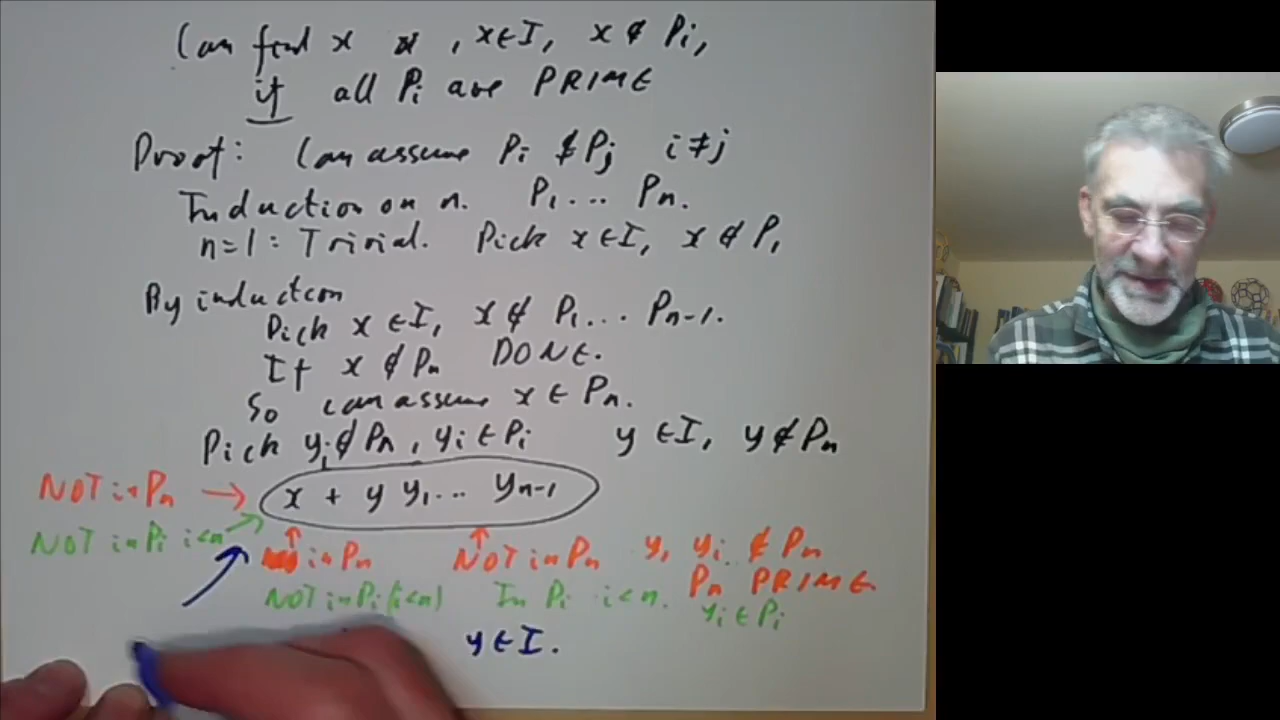 Can find x , x ∈ I, x ∉ Pi,
if all Pi are PRIME
Proof: Can assume Pi ⊄ Pj i≠j
Induction on n. P1.... Pn.
n=1: Trivial. Pick x ∈ I, x ∉ P1
By induction
Pick x ∈ I, x ∉ P1... Pn-1.
If x ∉ Pn DONE.
So can assume x ∈ Pn.
Pick yi ∉ Pn, yi ∈ Pi y ∈ I, y ∉ Pn
NOT in Pn → x + y y1... yn-1
NOT in Pi i<n
in Pn NOT in Pn y, yi ∉ Pn
Pn PRIME
NOT in Pi (i<n) In Pi i<n. yi ∈ Pi
y ∈ I.